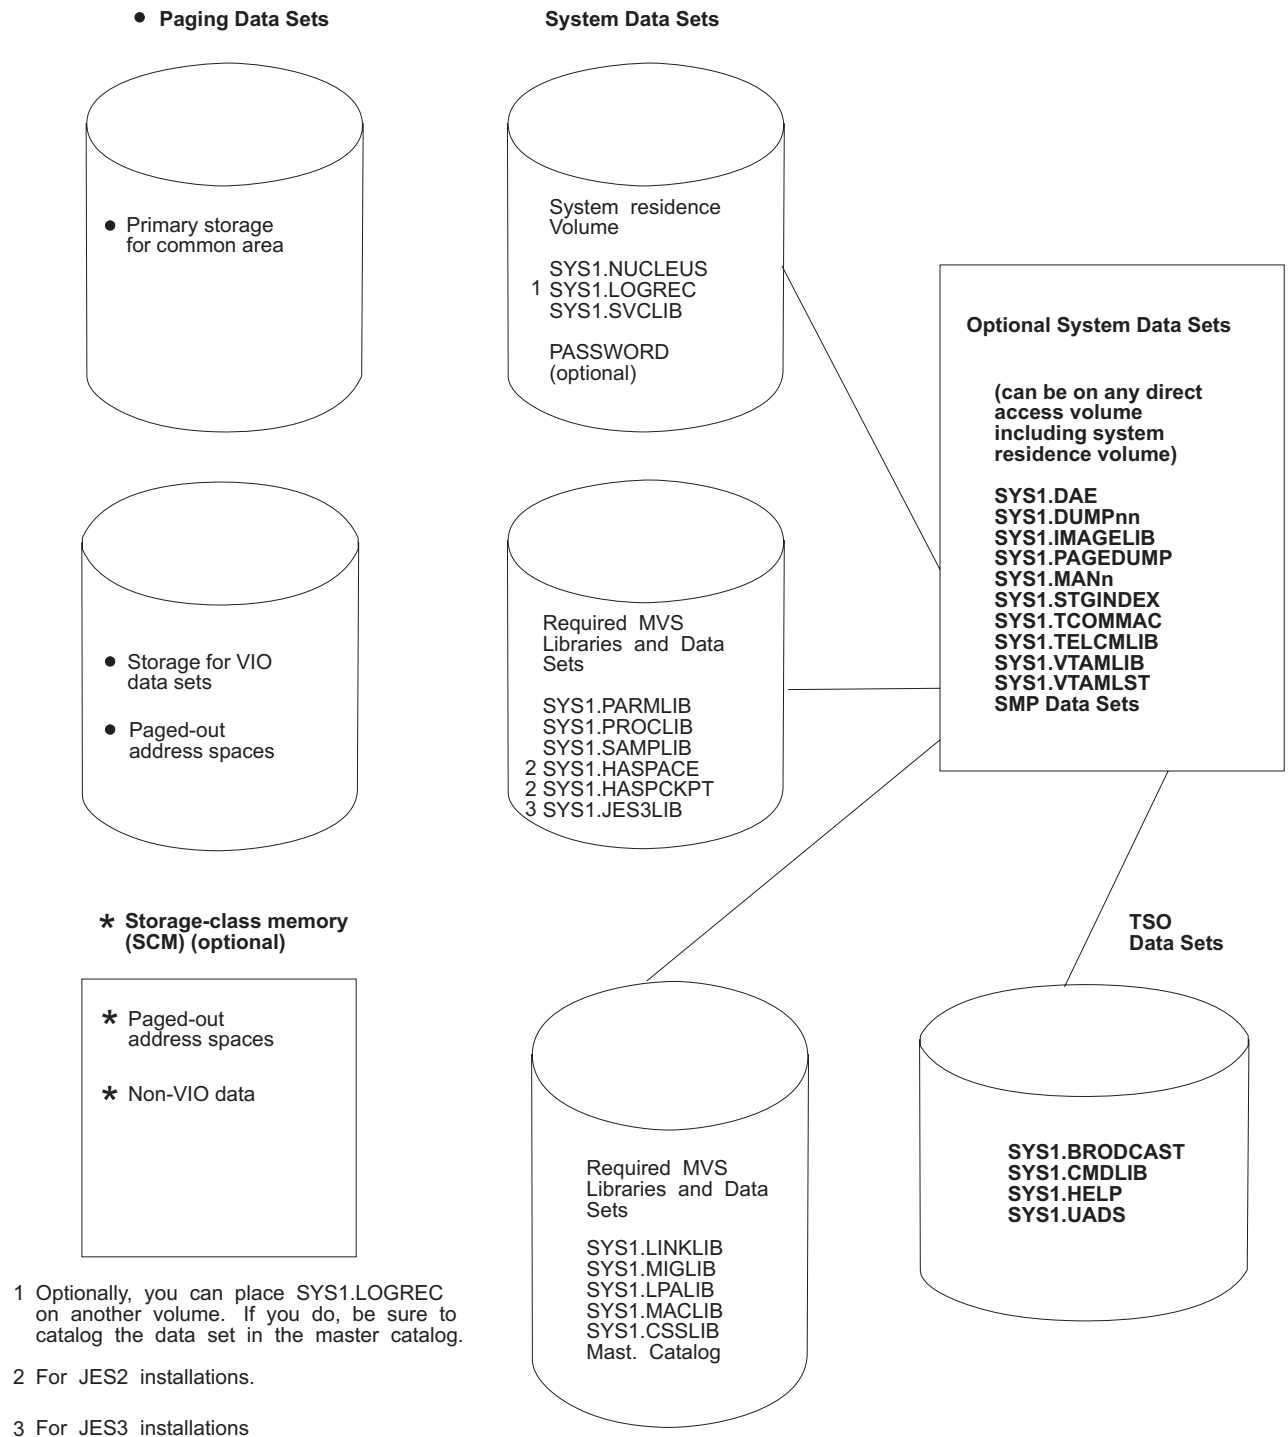 ● Paging Data Sets
System Data Sets
● Primary storage
for common area
System residence
Volume
SYS1.NUCLEUS
1 SYS1.LOGREC
SYS1.SVCLIB
PASSWORD
(optional)
Optional System Data Sets
(can be on any direct
access volume
including system
residence volume)
SYS1.DAE
SYS1.DUMPnn
SYS1.IMAGELIB
SYS1.PAGEDUMP
SYS1.MANn
SYS1.STGINDEX
SYS1.TCOMMAC
SYS1.TELCMLIB
SYS1.VTAMLIB
SYS1.VTAMLST
SMP Data Sets
● Storage for VIO
data sets
● Paged-out
address spaces
Required MVS
Libraries and Data
Sets
SYS1.PARMLIB
SYS1.PROCLIB
SYS1.SAMPLIB
2 SYS1.HASPACE
2 SYS1.HASPCKPT
3 SYS1.JES3LIB
* Storage-class memory
(SCM) (optional)
* Paged-out
address spaces
* Non-VIO data
TSO
Data Sets
Required MVS
Libraries and Data
Sets
SYS1.LINKLIB
SYS1.MIGLIB
SYS1.LPALIB
SYS1.MACLIB
SYS1.CSSLIB
Mast. Catalog
SYS1.BRODCAST
SYS1.CMDLIB
SYS1.HELP
SYS1.UADS
1 Optionally, you can place SYS1.LOGREC
on another volume. If you do, be sure to
catalog the data set in the master catalog.
2 For JES2 installations.
3 For JES3 installations